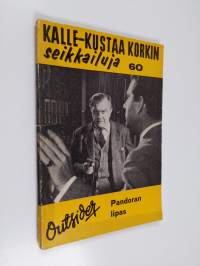 KALLE-KUSTAA KORKIN
seikkailuja 60
Outsider
Pandoran
lipas